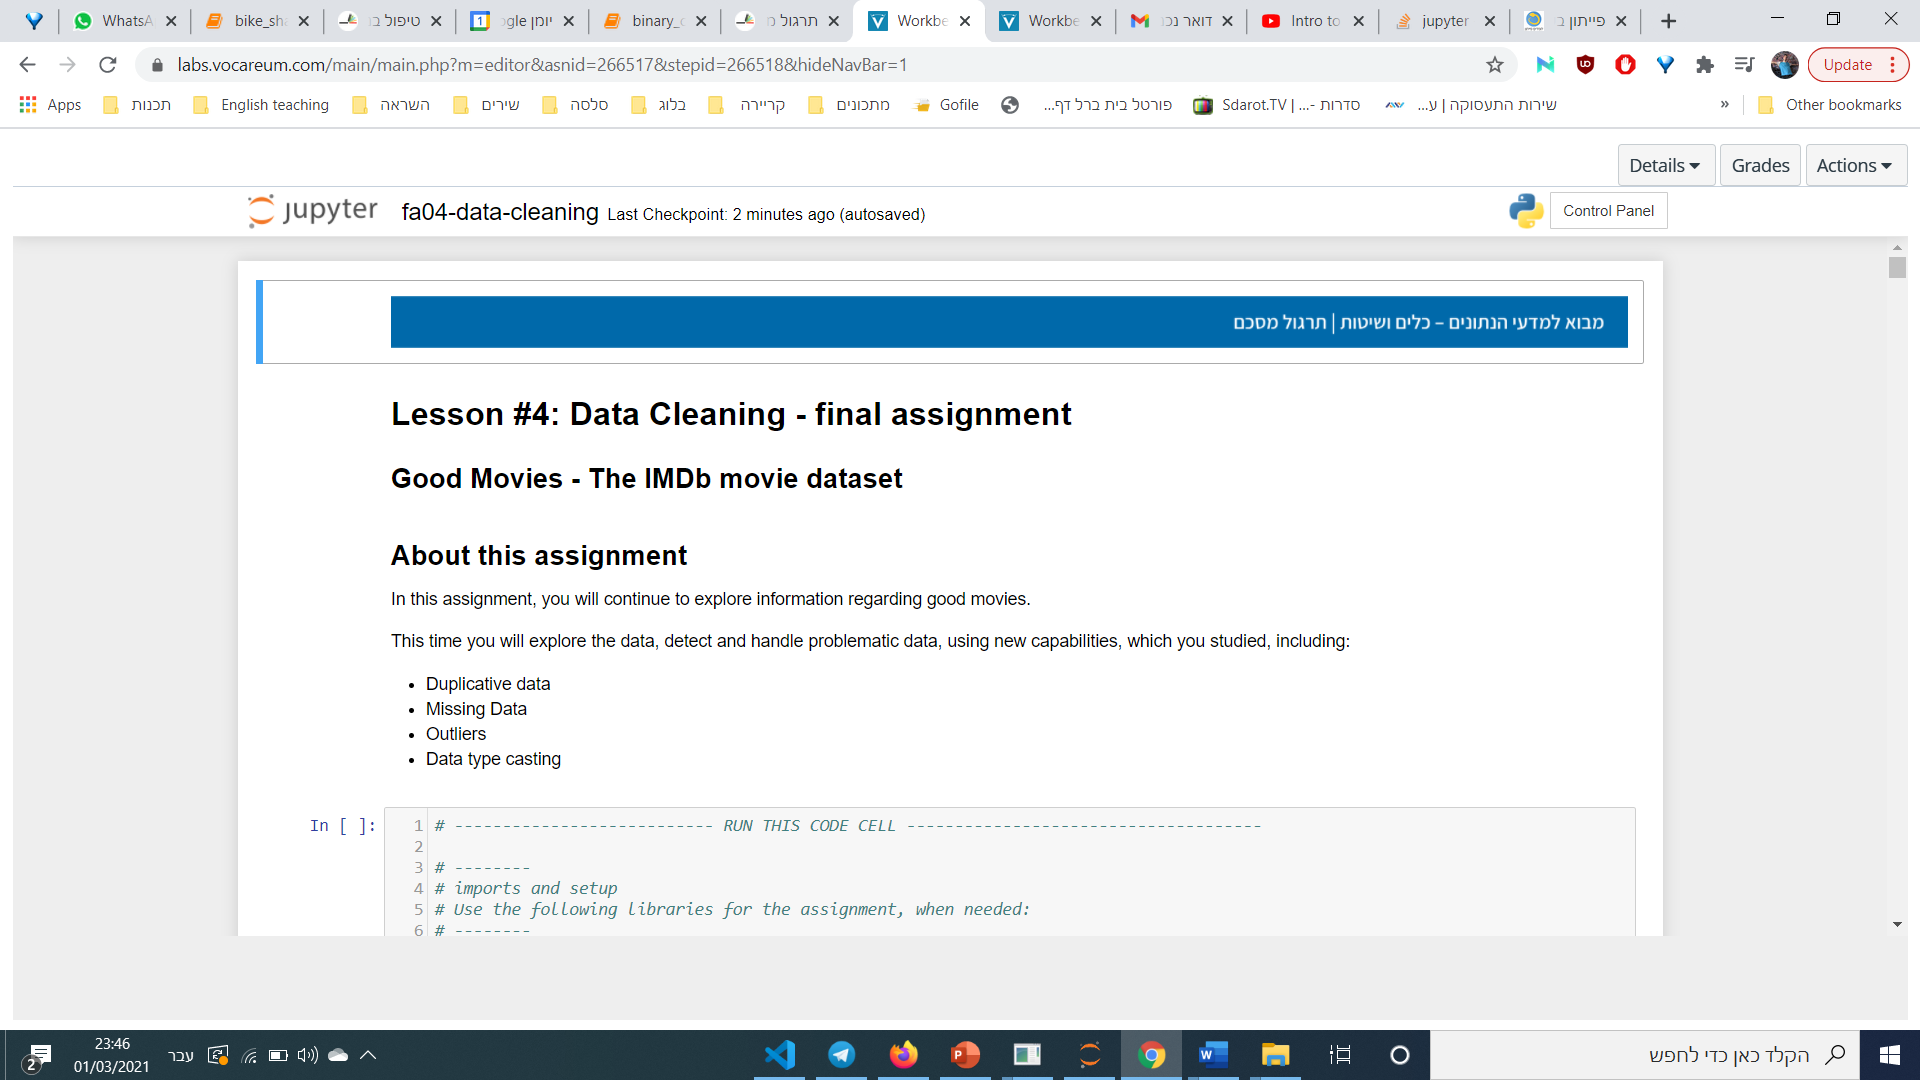 WhatsA
bike_sh
טיפול בנ
יומן ogle
binary_c
תרגול מ
Workbe
Workbe
דואר נכנ
Intro to
jupyter
פייתון ב
labs.vocareum.com/main/main.php?m=editor&asnid=266517&stepid=266518&hideNavBar=1
Update
Apps
תכנות
English teaching
השראה
שירים
סלסה
בלוג
קריירה
מתכונים
Gofile
פורטל בית ברל דף...
Sdarot.TV | ...- סדרות
שירות התעסוקה | ע...
»
Other bookmarks
Details
Grades
Actions
jupyter
fa04-data-cleaning Last Checkpoint: 2 minutes ago (autosaved)
Control Panel
מבוא למדעי הנתונים – כלים ושיטות | תרגול מסכם
Lesson #4: Data Cleaning - final assignment
Good Movies - The IMDb movie dataset
About this assignment
In this assignment, you will continue to explore information regarding good movies.
This time you will explore the data, detect and handle problematic data, using new capabilities, which you studied, including:
• Duplicative data
• Missing Data
• Outliers
• Data type casting
In [ ]:
1 # --------------------------- RUN THIS CODE CELL -------------------------------------
2
3 # --------
4 # imports and setup
5 # Use the following libraries for the assignment, when needed:
6 # --------
2
23:46
01/03/2021
עבר
הקלד כאן כדי לחפש